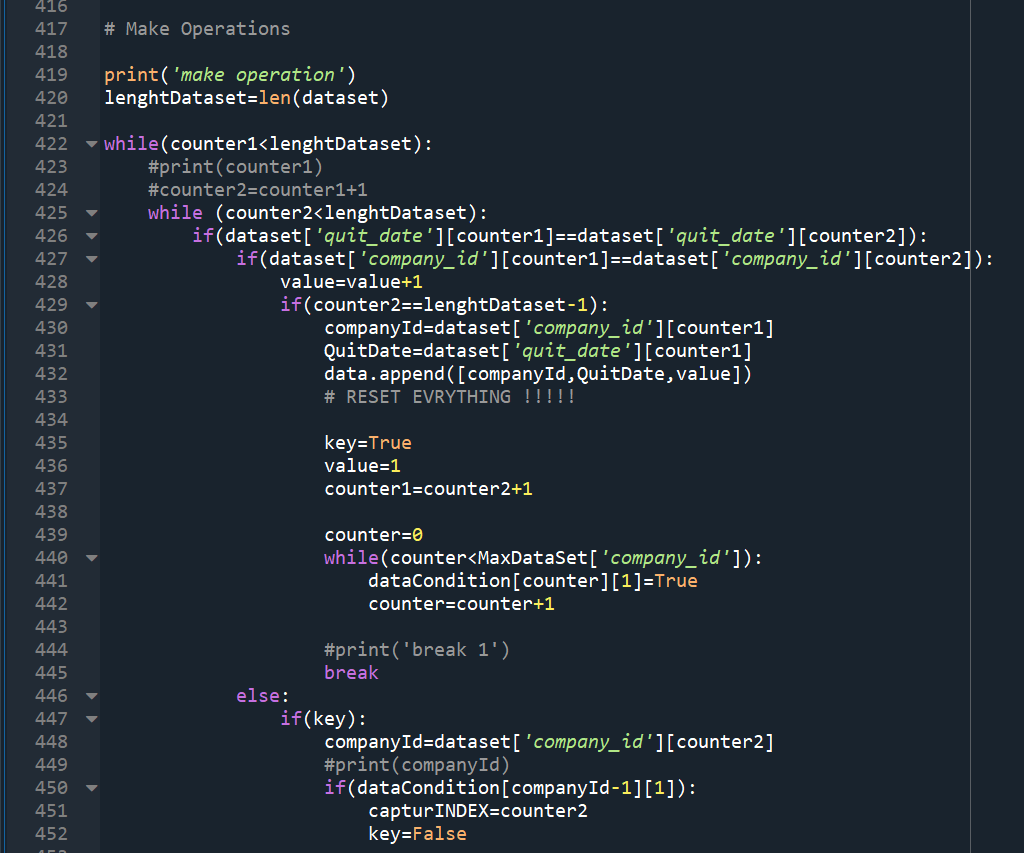 416
417 # Make Operations
418
419 print('make operation')
420 lenghtDataset=len(dataset)
421
422 while(counter1<lenghtDataset):
423     #print(counter1)
424     #counter2=counter1+1
425     while (counter2<lenghtDataset):
426         if(dataset['quit_date'][counter1]==dataset['quit_date'][counter2]):
427             if(dataset['company_id'][counter1]==dataset['company_id'][counter2]):
428                 value=value+1
429                 if(counter2==lenghtDataset-1):
430                     companyId=dataset['company_id'][counter1]
431                     QuitDate=dataset['quit_date'][counter1]
432                     data.append([companyId,QuitDate,value])
433                     # RESET EVRYTHING !!!!!
434
435                     key=True
436                     value=1
437                     counter1=counter2+1
438
439                     counter=0
440                     while(counter<MaxDataSet['company_id']):
441                         dataCondition[counter][1]=True
442                         counter=counter+1
443
444                     #print('break 1')
445                     break
446             else:
447                 if(key):
448                     companyId=dataset['company_id'][counter2]
449                     #print(companyId)
450                     if(dataCondition[companyId-1][1]):
451                         capturINDEX=counter2
452                         key=False